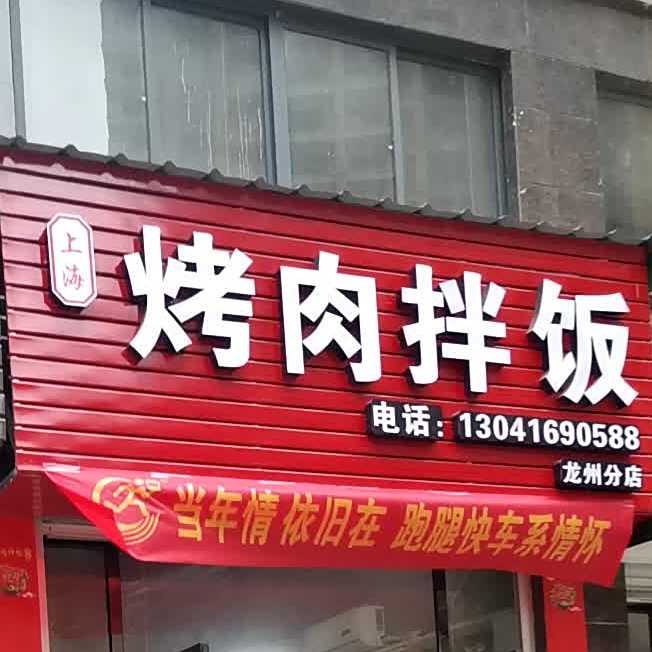 上海
烤肉拌饭
电话：13041690588
龙州分店
当年情 依旧在 跑腿快车系情怀